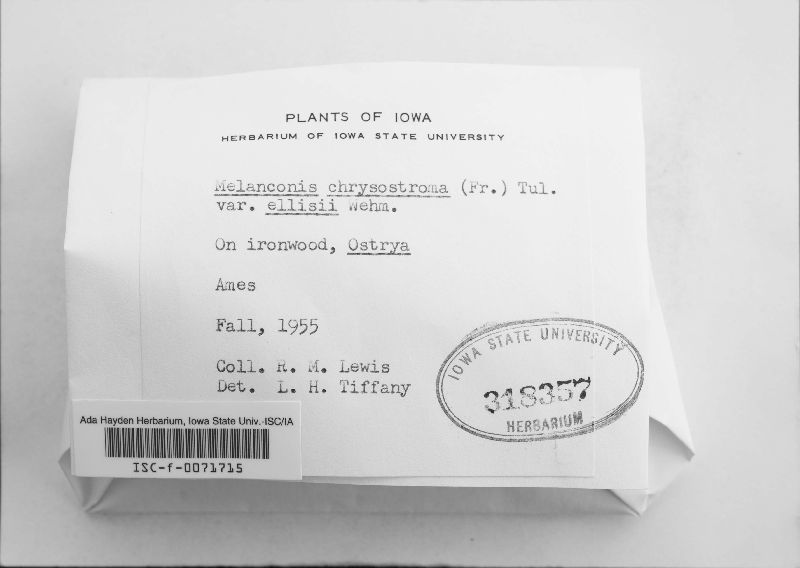 PLANTS OF IOWA
HERBARIUM OF IOWA STATE UNIVERSITY
Melanconis chrysostroma (Fr.) Tul.
var. ellisii Wehm.
On ironwood, Ostrya
Ames
Fall, 1955
Coll. R. M. Lewis
Det. L. H. Tiffany
IOWA STATE UNIVERSITY
318357
HERBARIUM
Ada Hayden Herbarium, Iowa State Univ.-ISC/IA
ISC-f-0071715